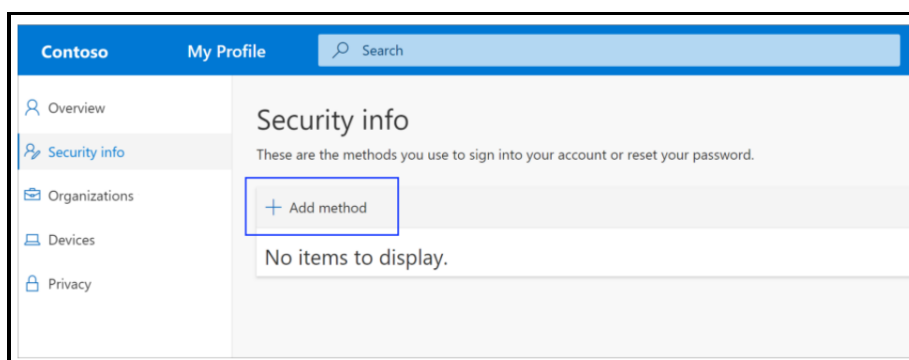 Contoso My Profile Search
Overview
Security info
Organizations
Devices
Privacy
Security info
These are the methods you use to sign into your account or reset your password.
+ Add method
No items to display.